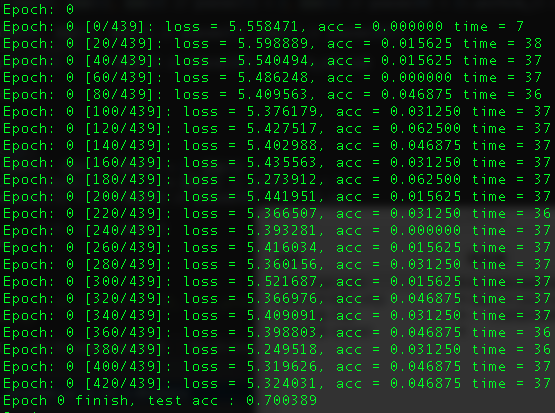 Epoch: 0
Epoch: 0 [0/439]: loss = 5.558471, acc = 0.000000 time = 7
Epoch: 0 [20/439]: loss = 5.598889, acc = 0.015625 time = 38
Epoch: 0 [40/439]: loss = 5.540494, acc = 0.015625 time = 37
Epoch: 0 [60/439]: loss = 5.486248, acc = 0.000000 time = 37
Epoch: 0 [80/439]: loss = 5.409563, acc = 0.046875 time = 36
Epoch: 0 [100/439]: loss = 5.376179, acc = 0.031250 time = 37
Epoch: 0 [120/439]: loss = 5.427517, acc = 0.062500 time = 37
Epoch: 0 [140/439]: loss = 5.402988, acc = 0.046875 time = 37
Epoch: 0 [160/439]: loss = 5.435563, acc = 0.031250 time = 37
Epoch: 0 [180/439]: loss = 5.273912, acc = 0.062500 time = 37
Epoch: 0 [200/439]: loss = 5.441951, acc = 0.015625 time = 37
Epoch: 0 [220/439]: loss = 5.366507, acc = 0.031250 time = 36
Epoch: 0 [240/439]: loss = 5.393281, acc = 0.000000 time = 37
Epoch: 0 [260/439]: loss = 5.416034, acc = 0.015625 time = 37
Epoch: 0 [280/439]: loss = 5.360156, acc = 0.031250 time = 37
Epoch: 0 [300/439]: loss = 5.521687, acc = 0.015625 time = 37
Epoch: 0 [320/439]: loss = 5.366976, acc = 0.046875 time = 37
Epoch: 0 [340/439]: loss = 5.409091, acc = 0.031250 time = 37
Epoch: 0 [360/439]: loss = 5.398803, acc = 0.046875 time = 36
Epoch: 0 [380/439]: loss = 5.249518, acc = 0.031250 time = 36
Epoch: 0 [400/439]: loss = 5.319626, acc = 0.046875 time = 37
Epoch: 0 [420/439]: loss = 5.324031, acc = 0.046875 time = 37
Epoch 0 finish, test acc : 0.700389